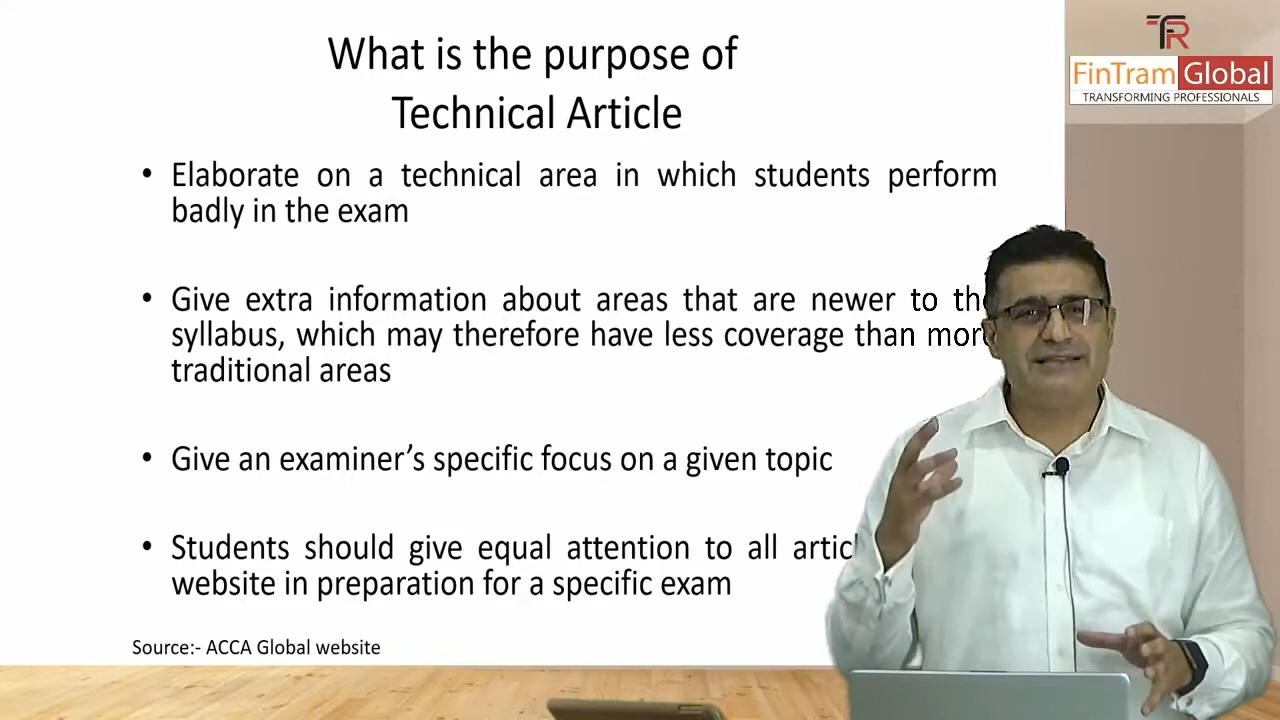 What is the purpose of
Technical Article
• Elaborate on a technical area in which students perform
badly in the exam
• Give extra information about areas that are newer to the
syllabus, which may therefore have less coverage than more
traditional areas
• Give an examiner’s specific focus on a given topic
• Students should give equal attention to all
website in preparation for a specific exam
Source:- ACCA Global website
TR
FinTram Global
TRANSFORMING PROFESSIONALS